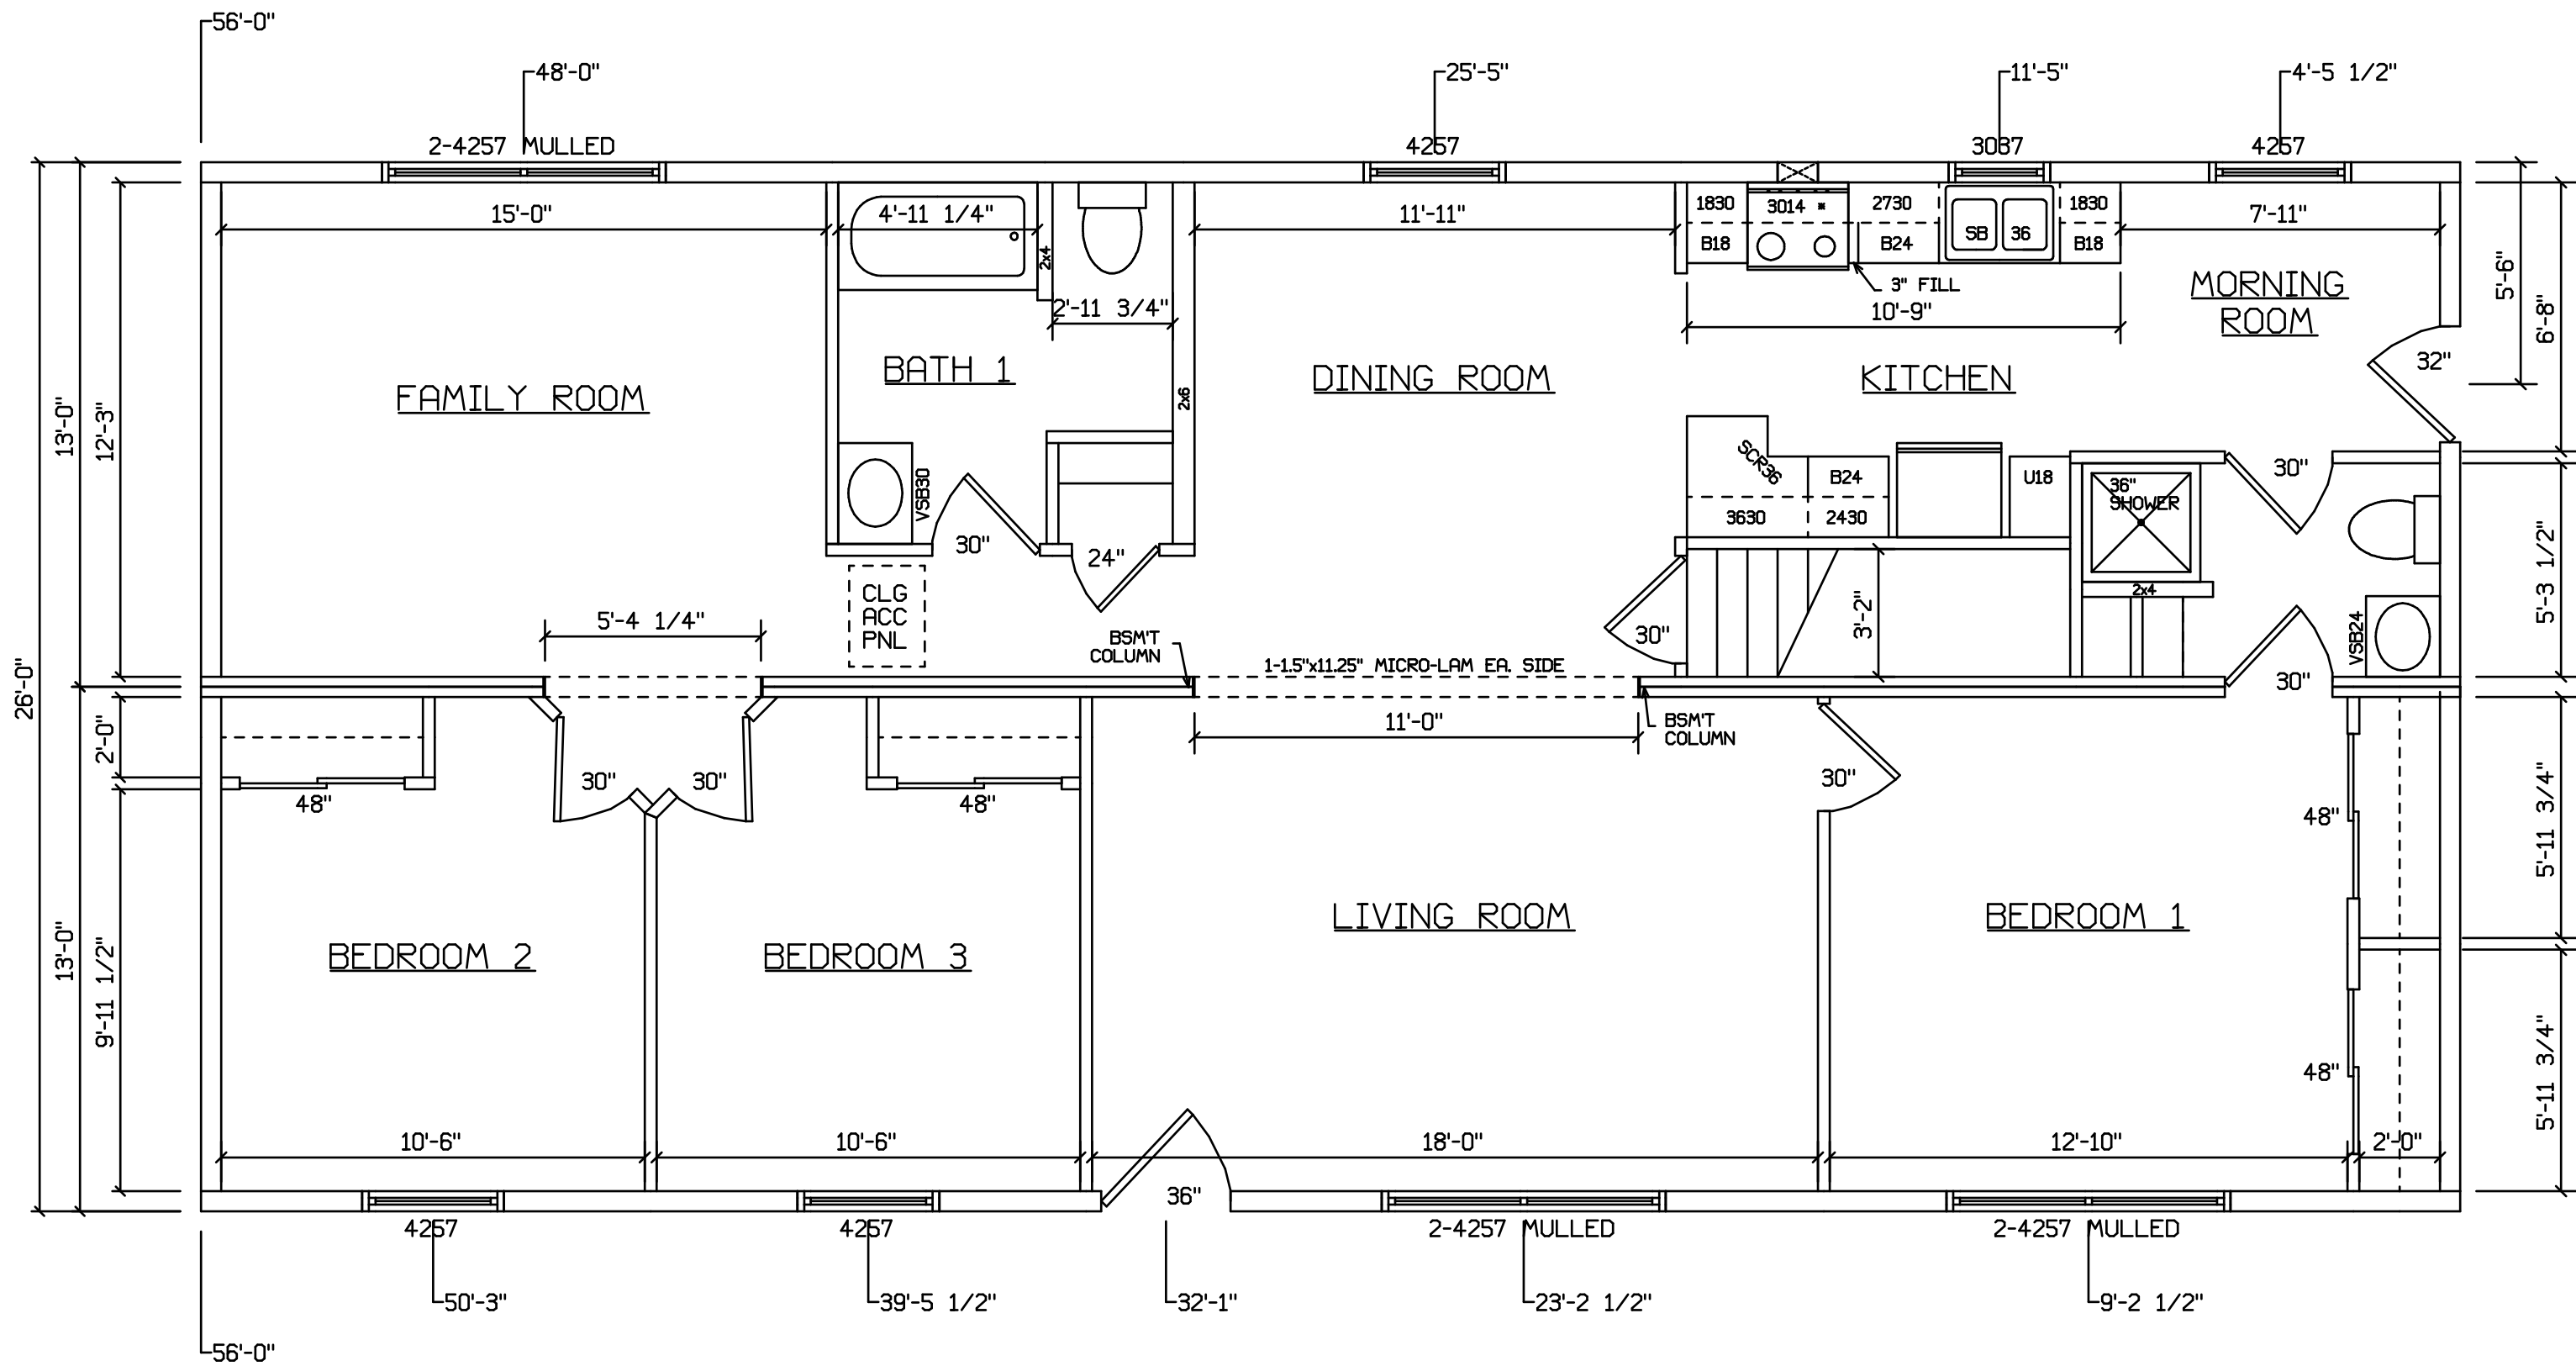 56'-0"
48'-0"
25'-5"
11'-5"
4'-5 1/2"
2-4257 MULLED
4257
3037
4257
15'-0"
4'-11 1/4"
11'-11"
1830
3014 *
2730
1830
7'-11"
B18
B24
SB 36
B18
2x4
3" FILL
2'-11 3/4"
10'-9"
MORNING
ROOM
5'-6"
6'-8"
32"
FAMILY ROOM
BATH 1
2x6
DINING ROOM
KITCHEN
13'-0"
12'-3"
VSB30
30"
24"
SCR36
B24
U18
3630
2430
36"
SHOWER
30"
5'-3 1/2"
2x4
VSB24
CLG
ACC
PNL
5'-4 1/4"
BSM'T
COLUMN
1-1.5"x11.25" MICRO-LAM EA. SIDE
30"
3'-2"
30"
26'-0"
2'-0"
11'-0"
BSM'T
COLUMN
48"
30"
30"
48"
30"
48"
5'-11 3/4"
13'-0"
9'-11 1/2"
BEDROOM 2
BEDROOM 3
LIVING ROOM
BEDROOM 1
48"
5'-11 3/4"
10'-6"
10'-6"
18'-0"
12'-10"
2'-0"
36"
4257
4257
2-4257 MULLED
2-4257 MULLED
50'-3"
39'-5 1/2"
32'-1"
23'-2 1/2"
9'-2 1/2"
56'-0"